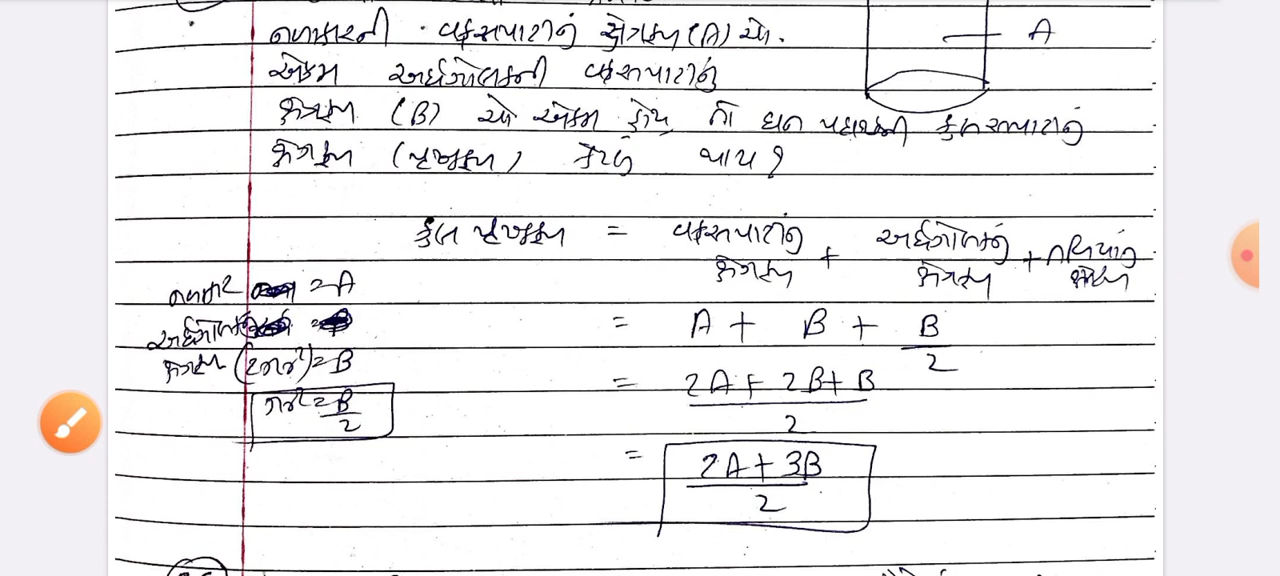 નળાકારની વક્રસપાટીનું ક્ષેત્રફળ (A) ચો.
A
એકમ અર્ધગોલકની વક્રસપાટીનું
ક્ષેત્રફળ (B) ચો એકમ હોય તો ઘન પદાર્થની કુલસપાટીનું
ક્ષેત્રફળ (પૃષ્ઠફળ) કેટલું થાય ?
કુલ પૃષ્ઠફળ = વક્રસપાટીનું ક્ષેત્રફળ + અર્ધગોળાનું ક્ષેત્રફળ + તળિયાનું
નળાકાર = A
અર્ધગોળાનું
ક્ષેત્રફળ (2πr²) = B
πr² = B/2
= A + B + B/2
= 2A + 2B + B / 2
= 2A + 3B / 2